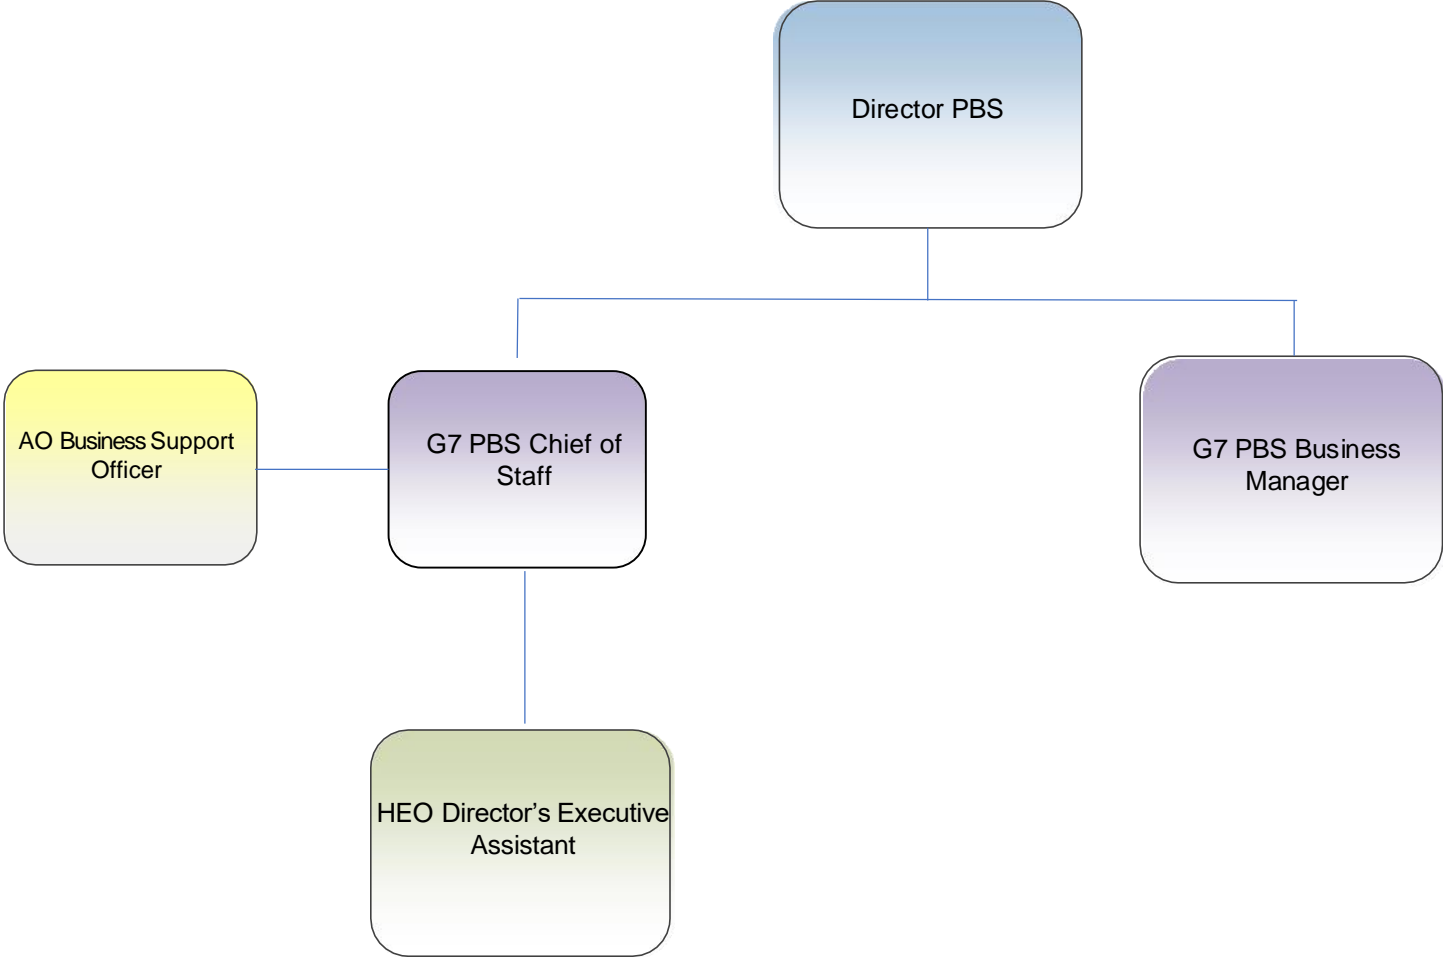 Director PBS
AO Business Support
Officer
G7 PBS Chief of
Staff
G7 PBS Business
Manager
HEO Director’s Executive
Assistant